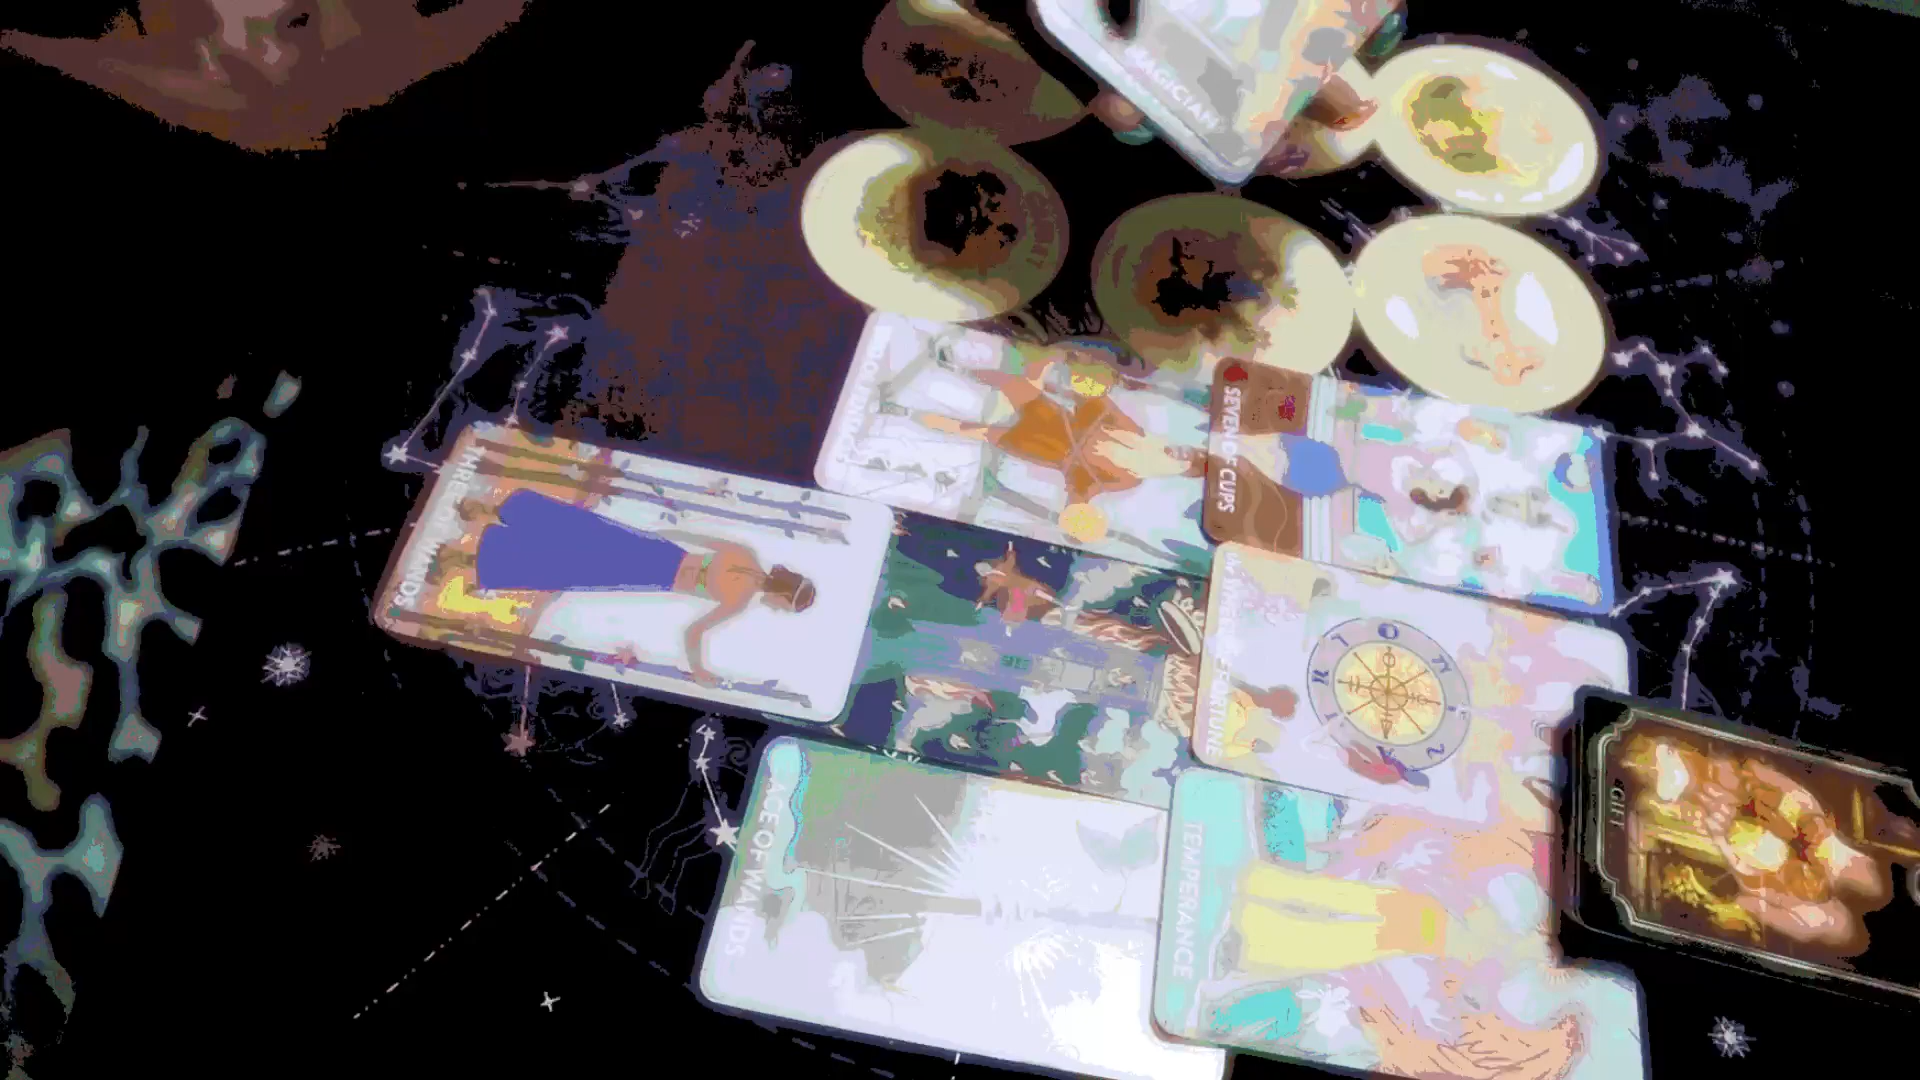 MAGICIAN
SEVEN OF CUPS
THREE OF WANDS
WHEEL OF FORTUNE
ACE OF WANDS
TEMPERANCE
GIFT